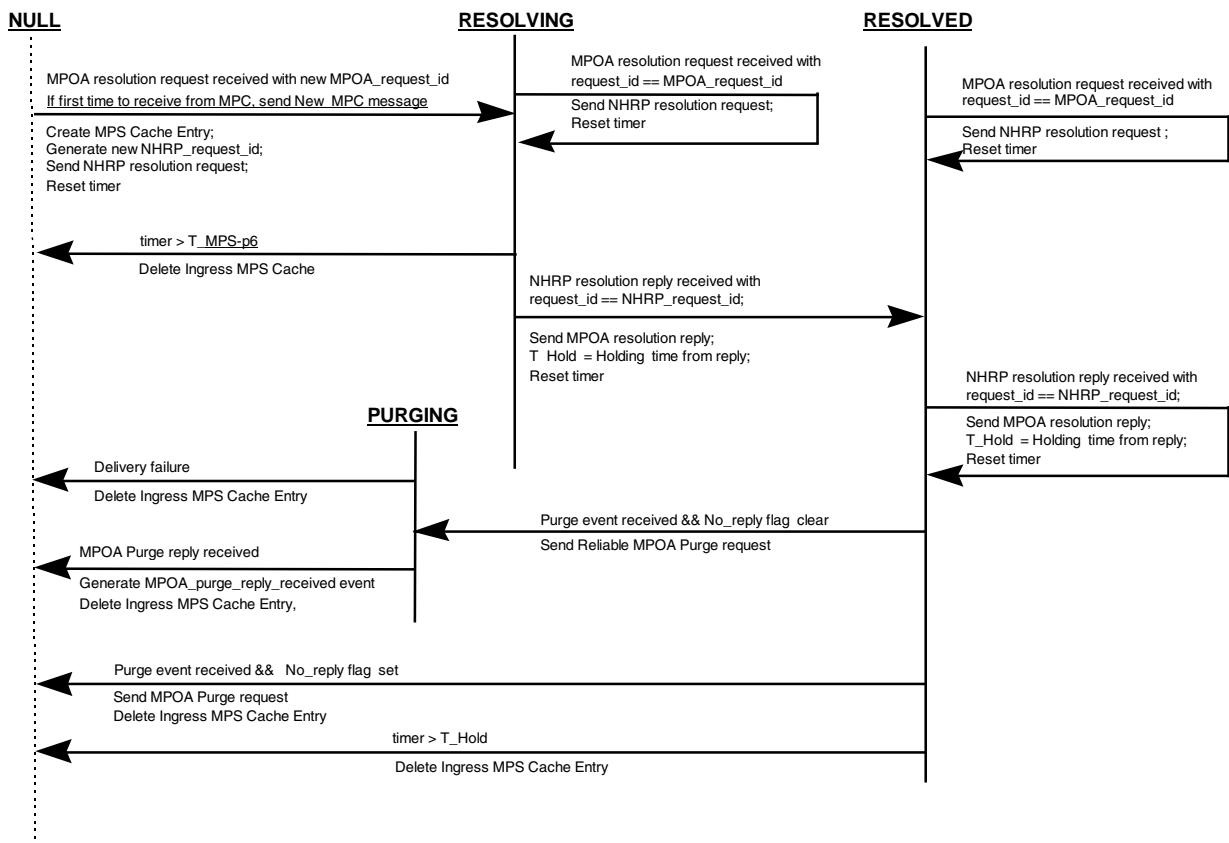 NULL
RESOLVING
RESOLVED
MPOA resolution request received with new MPOA_request_id
If first time to receive from MPC, send New MPC message
Create MPS Cache Entry;
Generate new NHRP_request_id;
Send NHRP resolution request;
Reset timer
MPOA resolution request received with
request_id == MPOA_request_id
Send NHRP resolution request;
Reset timer
MPOA resolution request received with
request_id == MPOA_request_id
Send NHRP resolution request ;
Reset timer
timer > T_MPS-p6
Delete Ingress MPS Cache
NHRP resolution reply received with
request_id == NHRP_request_id;
Send MPOA resolution reply;
T_Hold = Holding time from reply;
Reset timer
NHRP resolution reply received with
request_id == NHRP_request_id;
Send MPOA resolution reply;
T_Hold = Holding time from reply;
Reset timer
PURGING
Delivery failure
Delete Ingress MPS Cache Entry
Purge event received && No_reply flag clear
Send Reliable MPOA Purge request
MPOA Purge reply received
Generate MPOA_purge_reply_received event
Delete Ingress MPS Cache Entry,
Purge event received && No_reply flag set
Send MPOA Purge request
Delete Ingress MPS Cache Entry
timer > T_Hold
Delete Ingress MPS Cache Entry